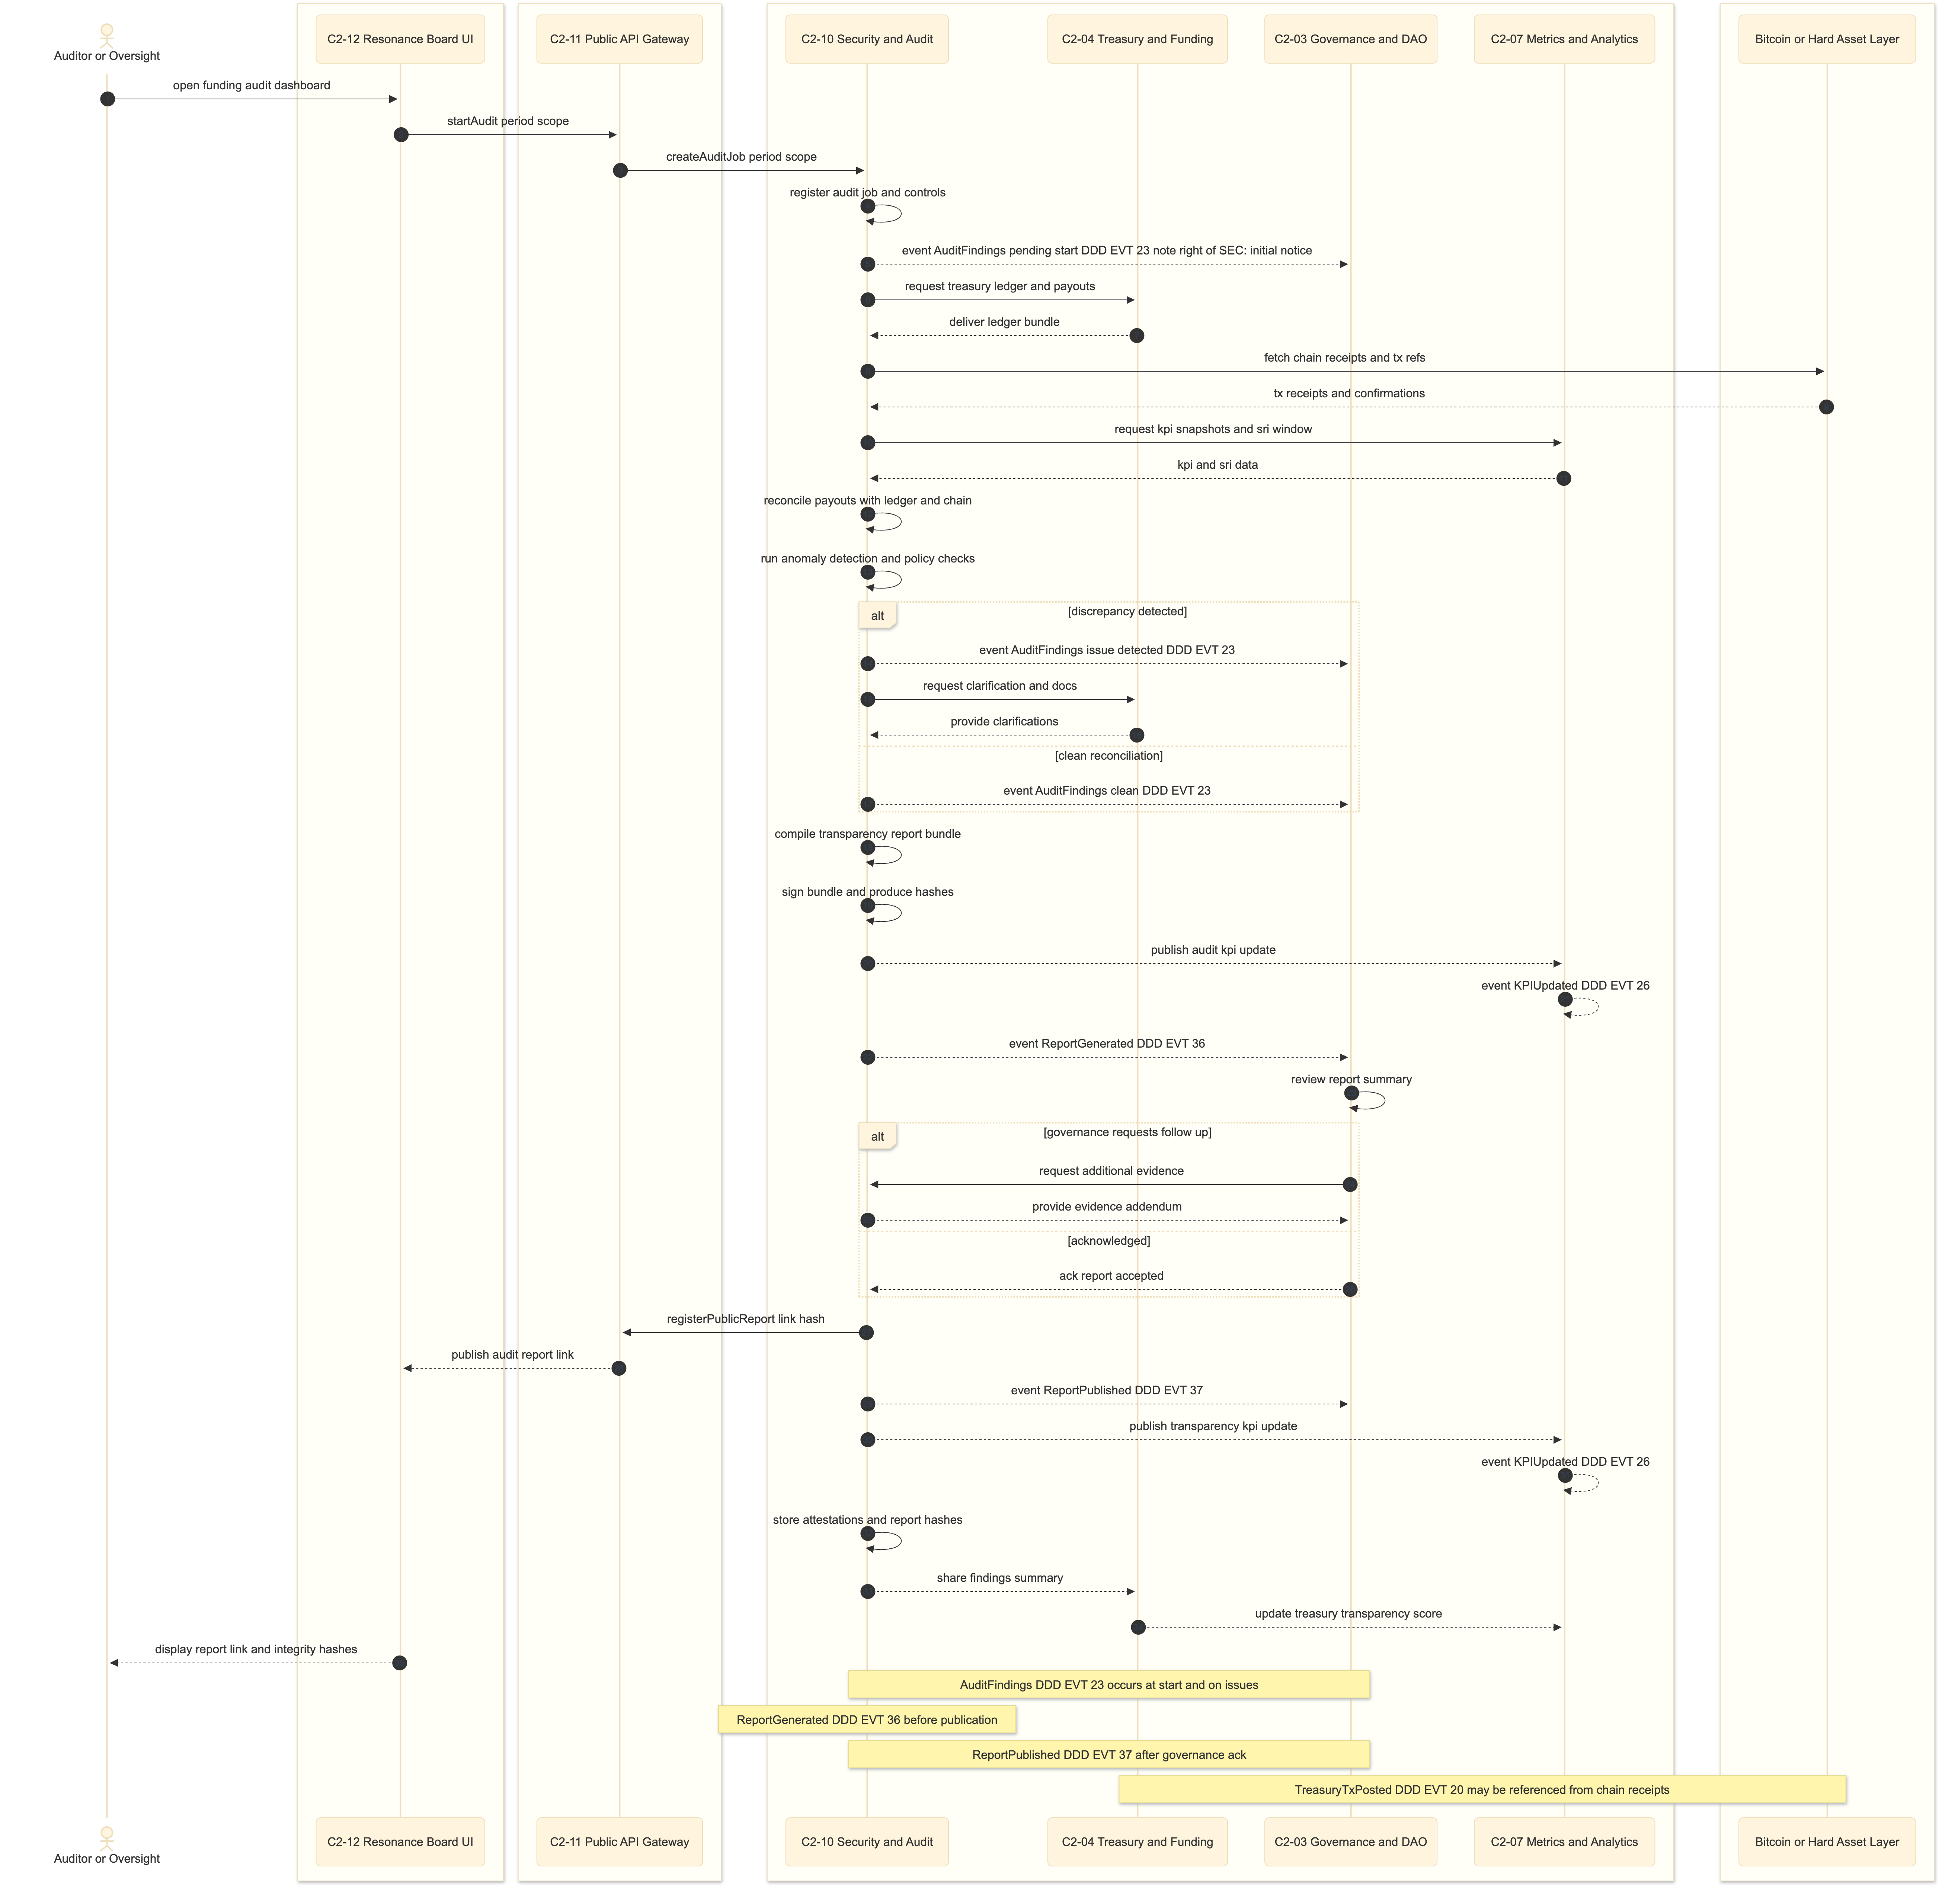 Auditor or Oversight
C2-12 Resonance Board UI
C2-11 Public API Gateway
C2-10 Security and Audit
C2-04 Treasury and Funding
C2-03 Governance and DAO
C2-07 Metrics and Analytics
Bitcoin or Hard Asset Layer
open funding audit dashboard
startAudit period scope
createAuditJob period scope
register audit job and controls
event AuditFindings pending start DDD EVT 23 note right of SEC: initial notice
request treasury ledger and payouts
deliver ledger bundle
fetch chain receipts and tx refs
tx receipts and confirmations
request kpi snapshots and sri window
kpi and sri data
reconcile payouts with ledger and chain
run anomaly detection and policy checks
alt
[discrepancy detected]
event AuditFindings issue detected DDD EVT 23
request clarification and docs
provide clarifications
[clean reconciliation]
event AuditFindings clean DDD EVT 23
compile transparency report bundle
sign bundle and produce hashes
publish audit kpi update
event KPIUpdated DDD EVT 26
event ReportGenerated DDD EVT 36
review report summary
alt
[governance requests follow up]
request additional evidence
provide evidence addendum
[acknowledged]
ack report accepted
registerPublicReport link hash
publish audit report link
event ReportPublished DDD EVT 37
publish transparency kpi update
event KPIUpdated DDD EVT 26
store attestations and report hashes
share findings summary
update treasury transparency score
display report link and integrity hashes
AuditFindings DDD EVT 23 occurs at start and on issues
ReportGenerated DDD EVT 36 before publication
ReportPublished DDD EVT 37 after governance ack
TreasuryTxPosted DDD EVT 20 may be referenced from chain receipts
Auditor or Oversight
C2-12 Resonance Board UI
C2-11 Public API Gateway
C2-10 Security and Audit
C2-04 Treasury and Funding
C2-03 Governance and DAO
C2-07 Metrics and Analytics
Bitcoin or Hard Asset Layer